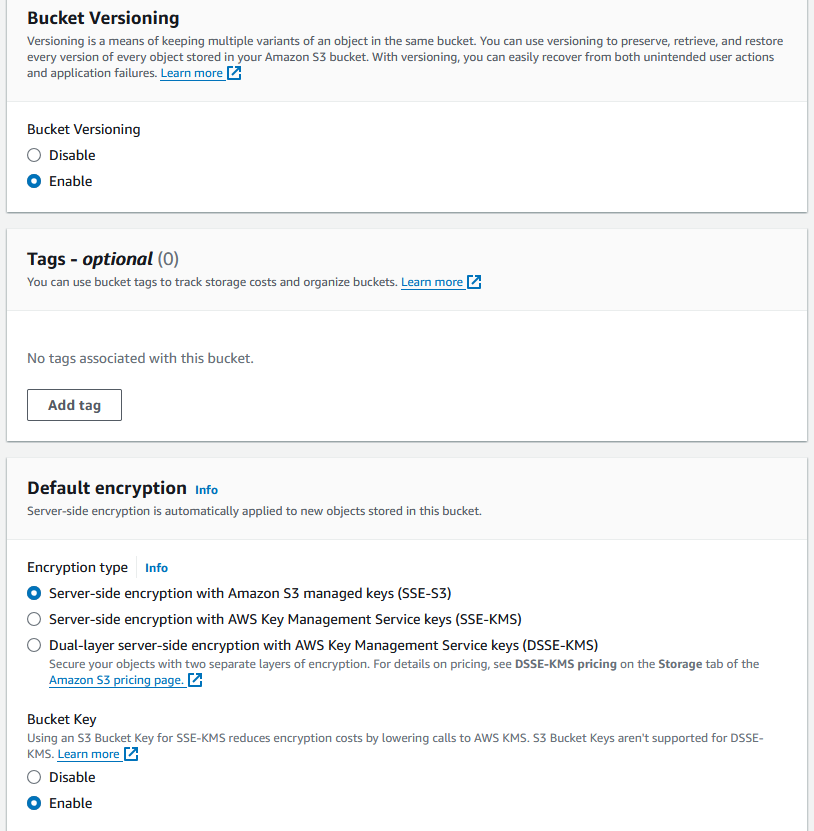 Bucket Versioning
Versioning is a means of keeping multiple variants of an object in the same bucket. You can use versioning to preserve, retrieve, and restore
every version of every object stored in your Amazon S3 bucket. With versioning, you can easily recover from both unintended user actions
and application failures. Learn more
Bucket Versioning
Disable
Enable
Tags - optional (0)
You can use bucket tags to track storage costs and organize buckets. Learn more
No tags associated with this bucket.
Add tag
Default encryption Info
Server-side encryption is automatically applied to new objects stored in this bucket.
Encryption type Info
Server-side encryption with Amazon S3 managed keys (SSE-S3)
Server-side encryption with AWS Key Management Service keys (SSE-KMS)
Dual-layer server-side encryption with AWS Key Management Service keys (DSSE-KMS)
Secure your objects with two separate layers of encryption. For details on pricing, see DSSE-KMS pricing on the Storage tab of the
Amazon S3 pricing page.
Bucket Key
Using an S3 Bucket Key for SSE-KMS reduces encryption costs by lowering calls to AWS KMS. S3 Bucket Keys aren't supported for DSSE-
KMS. Learn more
Disable
Enable